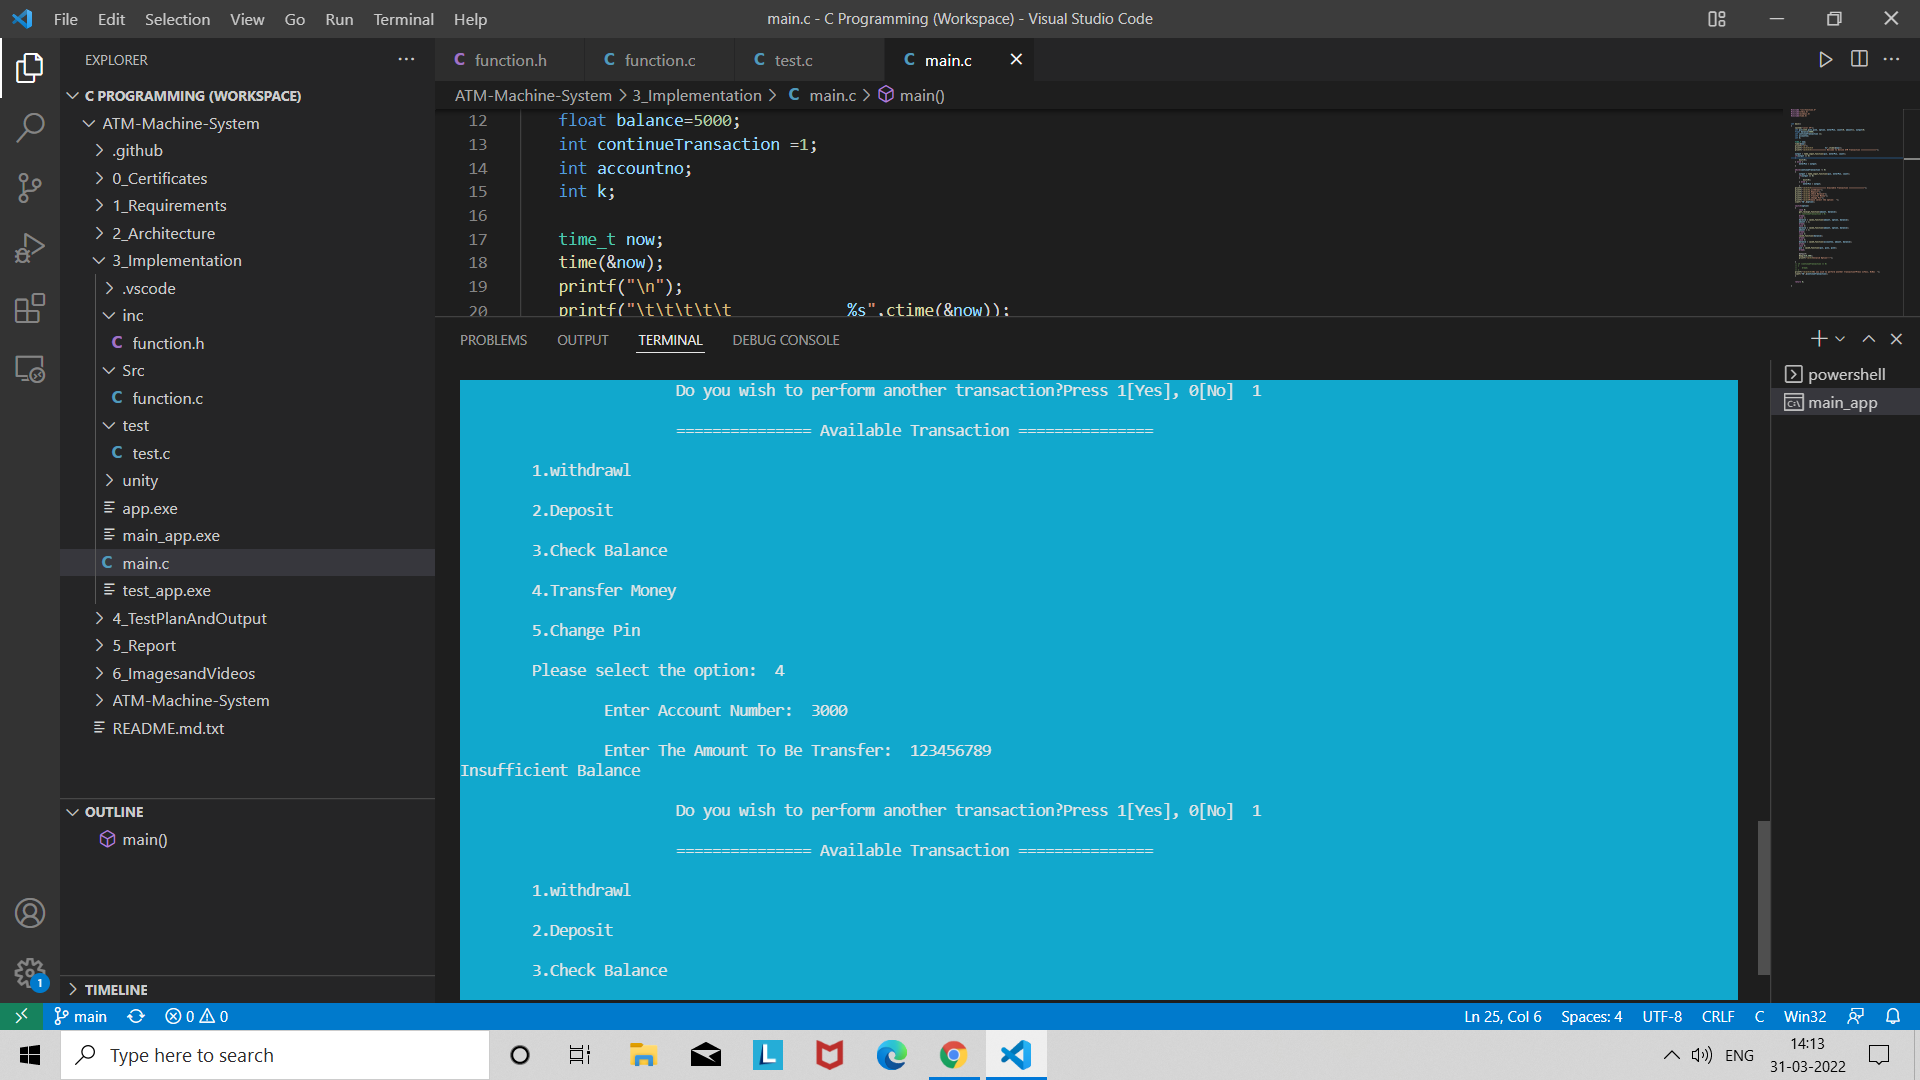 File Edit Selection View Go Run Terminal Help
main.c - C Programming (Workspace) - Visual Studio Code
EXPLORER
C PROGRAMMING (WORKSPACE)
ATM-Machine-System
.github
0_Certificates
1_Requirements
2_Architecture
3_Implementation
.vscode
inc
C function.h
Src
C function.c
test
C test.c
unity
app.exe
main_app.exe
C main.c
test_app.exe
4_TestPlanAndOutput
5_Report
6_ImagesandVideos
ATM-Machine-System
README.md.txt
OUTLINE
main()
TIMELINE
C function.h C function.c C test.c C main.c
ATM-Machine-System > 3_Implementation > C main.c > main()
12 float balance=5000;
13 int continueTransaction =1;
14 int accountno;
15 int k;
16
17 time_t now;
18 time(&now);
19 printf("\n");
20 printf("\t\t\t\t\t %s",ctime(&now));
PROBLEMS OUTPUT TERMINAL DEBUG CONSOLE
powershell
main_app
Do you wish to perform another transaction?Press 1[Yes], 0[No] 1
=============== Available Transaction ===============
1.withdrawl
2.Deposit
3.Check Balance
4.Transfer Money
5.Change Pin
Please select the option: 4
Enter Account Number: 3000
Enter The Amount To Be Transfer: 123456789
Insufficient Balance
Do you wish to perform another transaction?Press 1[Yes], 0[No] 1
=============== Available Transaction ===============
1.withdrawl
2.Deposit
3.Check Balance
1
main 0 0 Ln 25, Col 6 Spaces: 4 UTF-8 CRLF C Win32
Type here to search
L
ENG
14:13
31-03-2022